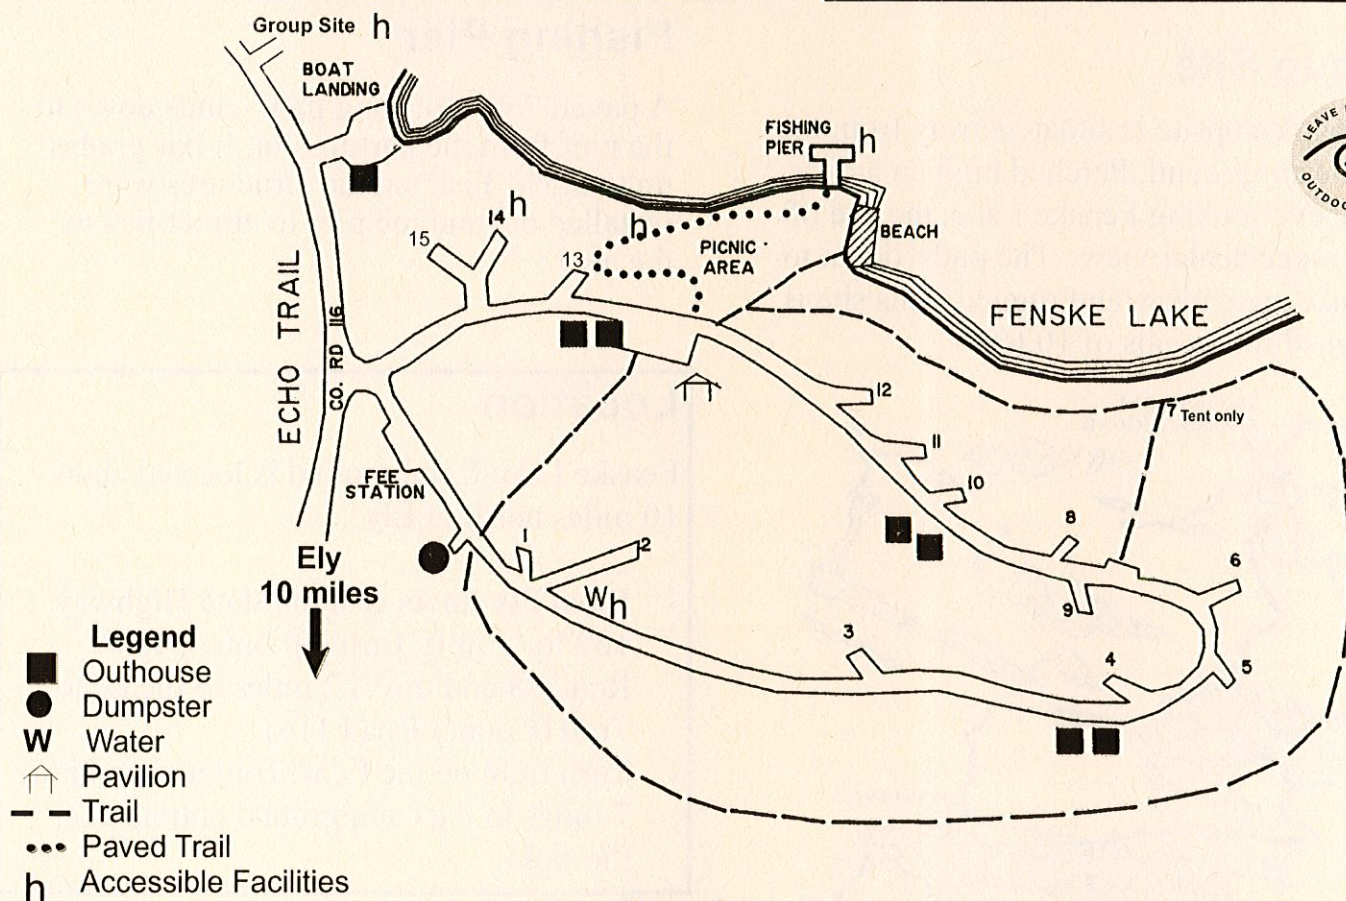 Group Site h
BOAT
LANDING
FISHING
PIER h
BEACH
PICNIC
AREA
h
14 h
15
13
FENSKE LAKE
ECHO TRAIL
CO. RD 116
12
11
10
7 Tent only
FEE
STATION
8
6
9
1
2
W h
3
4
5
Ely
10 miles
Legend
Outhouse
Dumpster
W Water
Pavilion
Trail
Paved Trail
h Accessible Facilities
LEAVE
OUTDOO